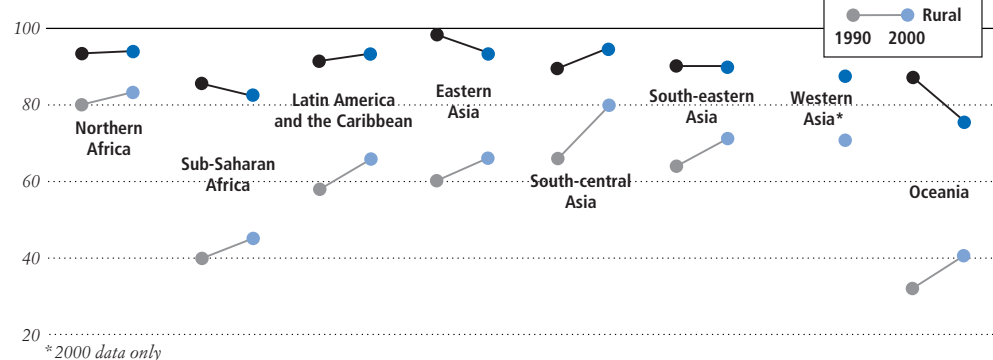 Rural
1990 2000
100
80
60
40
20
Northern
Africa
Sub-Saharan
Africa
Latin America
and the Caribbean
Eastern
Asia
South-central
Asia
South-eastern
Asia
Western
Asia*
Oceania
*2000 data only